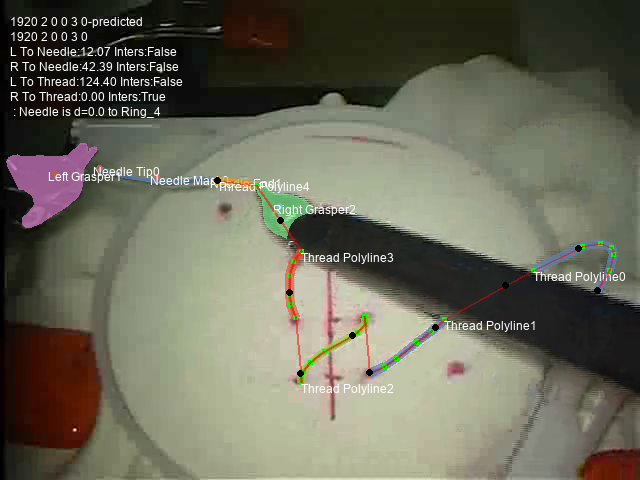 1920 2 0 0 3 0-predicted
1920 2 0 0 3 0
L To Needle:12.07 Inters:False
R To Needle:42.39 Inters:False
L To Thread:124.40 Inters:False
R To Thread:0.00 Inters:True
: Needle is d=0.0 to Ring_4
Left Grasper1
Needle Tip0
Needle Mar
End1
Thread Polyline4
Right Grasper2
Thread Polyline3
Thread Polyline0
Thread Polyline1
Thread Polyline2